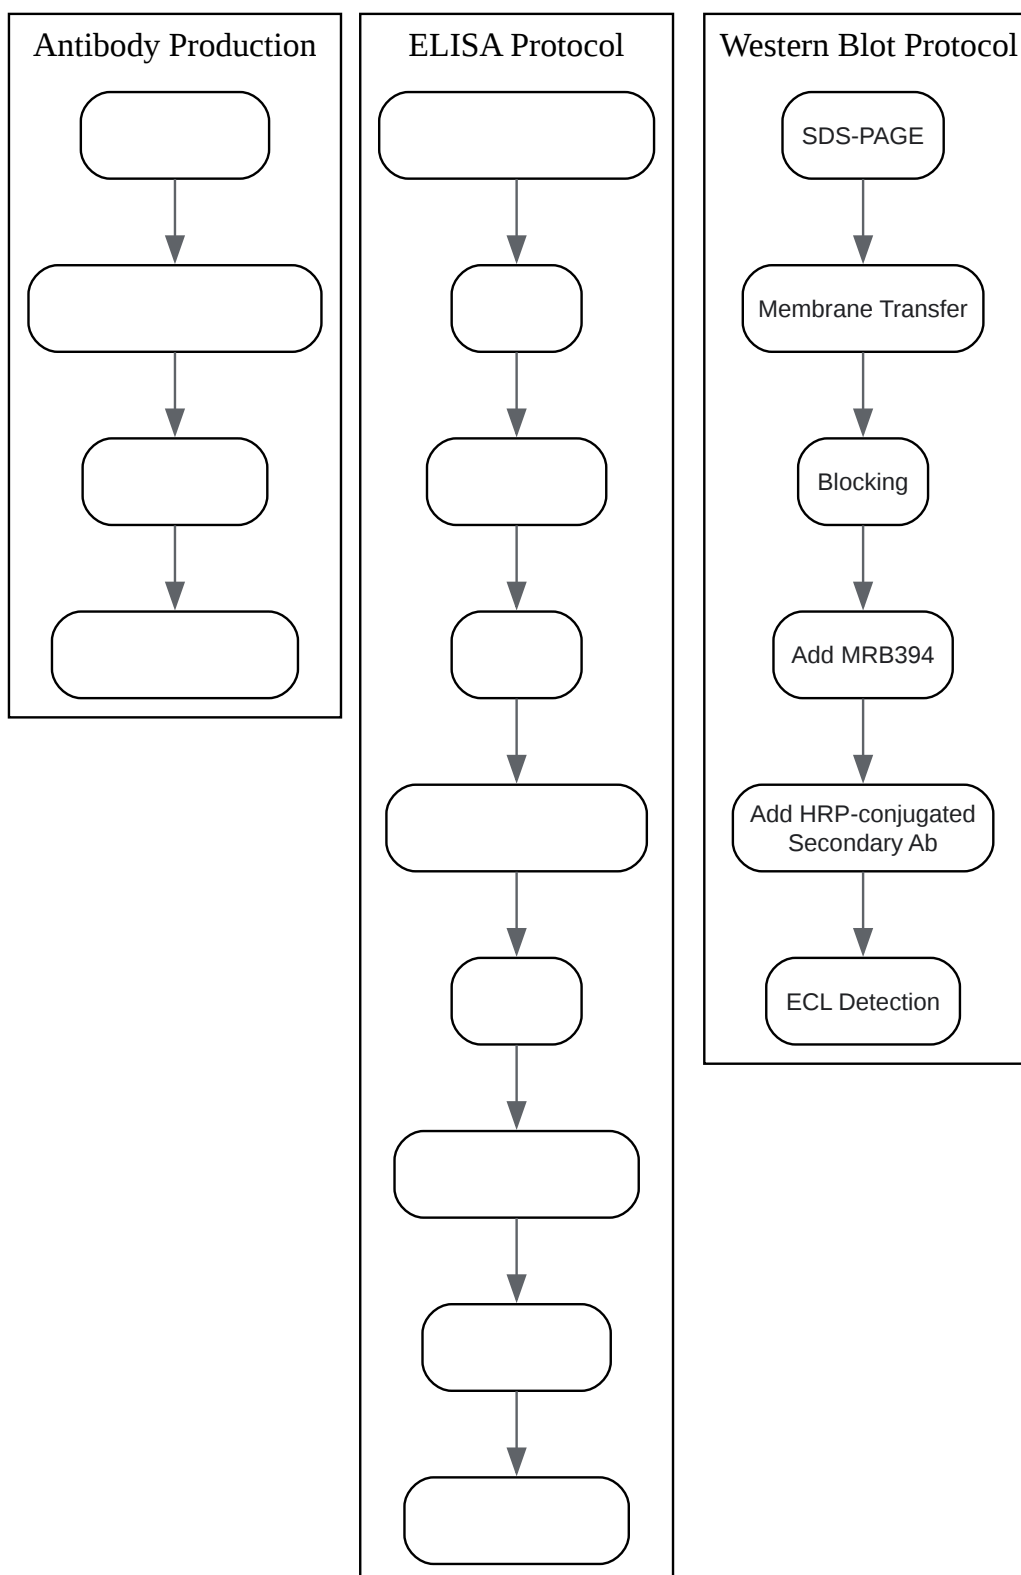 Antibody Production
ELISA Protocol
Western Blot Protocol
SDS-PAGE
Membrane Transfer
Blocking
Add MRB394
Add HRP-conjugated
Secondary Ab
ECL Detection